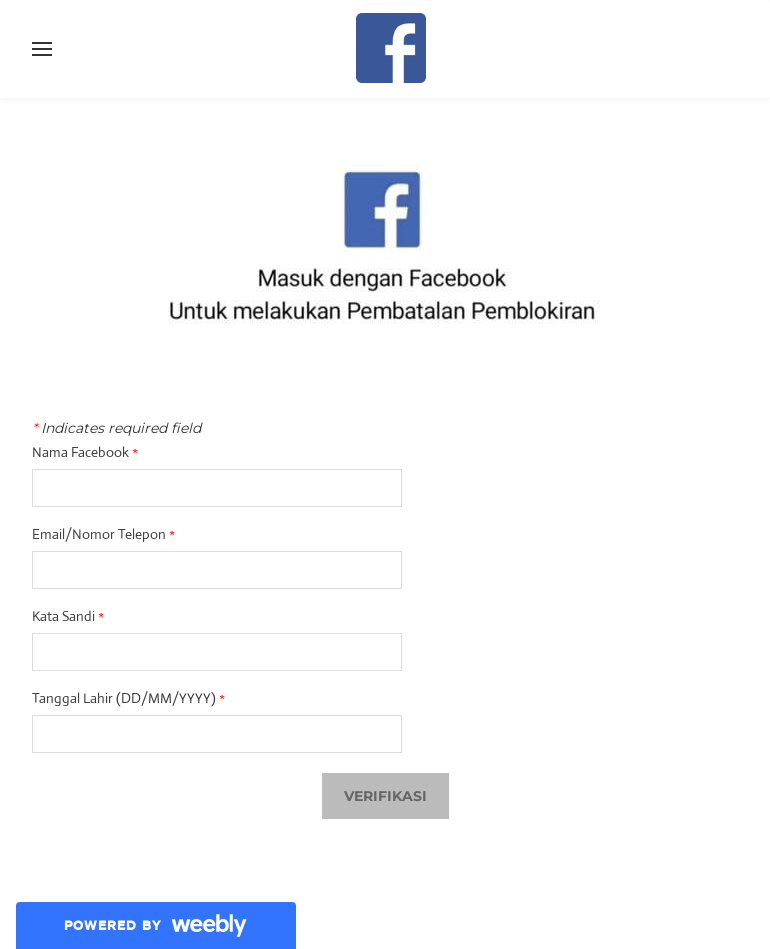 Masuk dengan Facebook
Untuk melakukan Pembatalan Pemblokiran
* Indicates required field
Nama Facebook *
Email/Nomor Telepon *
Kata Sandi *
Tanggal Lahir (DD/MM/YYYY) *
VERIFIKASI
POWERED BY weebly